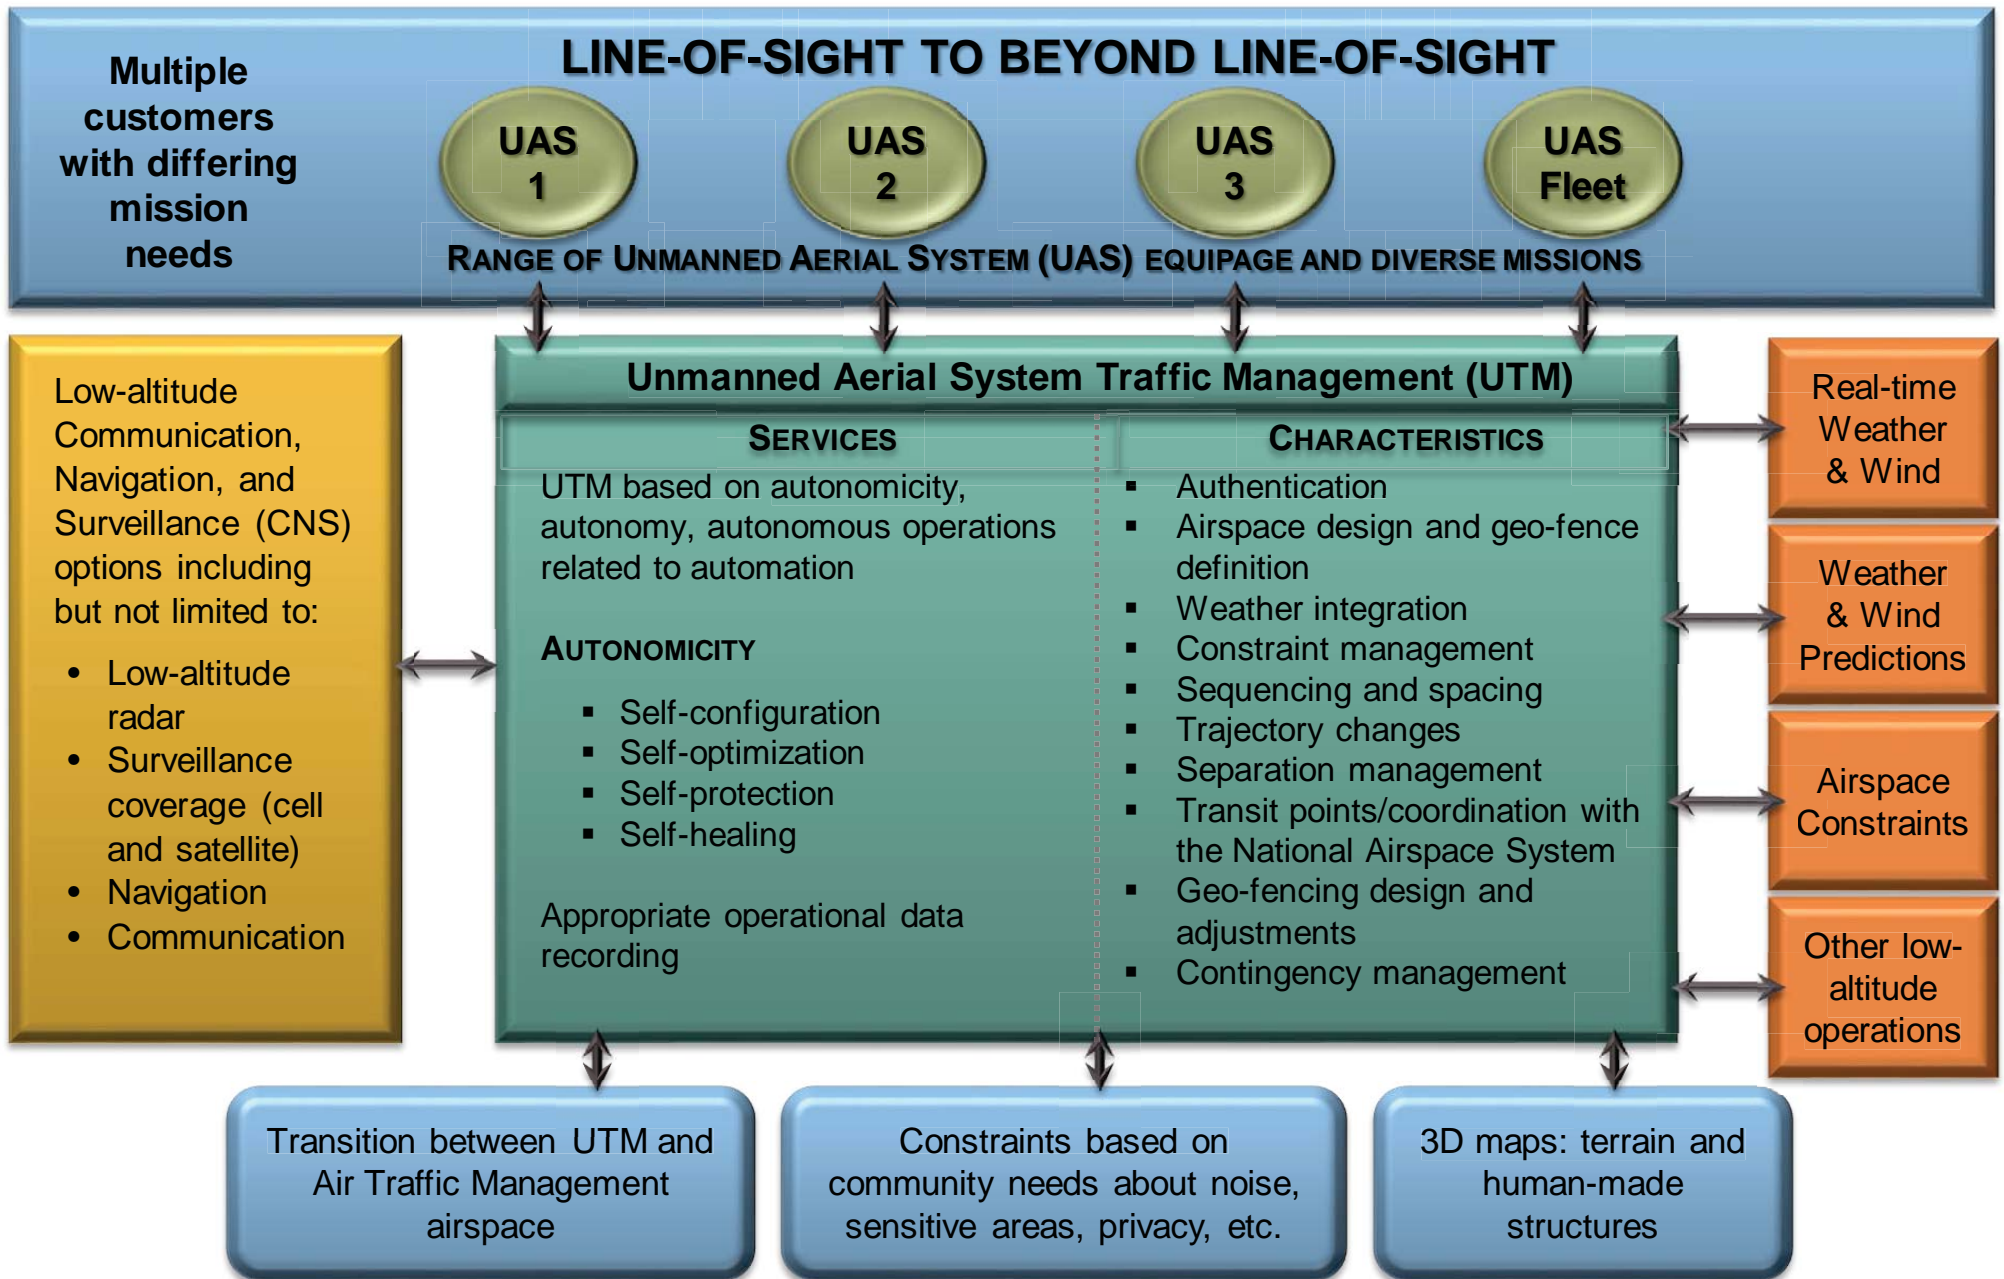 LINE-OF-SIGHT TO BEYOND LINE-OF-SIGHT
Multiple
customers
with differing
mission
needs
UAS
1
UAS
2
UAS
3
UAS
Fleet
RANGE OF UNMANNED AERIAL SYSTEM (UAS) EQUIPAGE AND DIVERSE MISSIONS
Low-altitude
Communication,
Navigation, and
Surveillance (CNS)
options including
but not limited to:
• Low-altitude
radar
• Surveillance
coverage (cell
and satellite)
• Navigation
• Communication
Unmanned Aerial System Traffic Management (UTM)
SERVICES
UTM based on autonomicity,
autonomy, autonomous operations
related to automation
AUTONOMICITY
▪ Self-configuration
▪ Self-optimization
▪ Self-protection
▪ Self-healing
Appropriate operational data
recording
CHARACTERISTICS
▪ Authentication
▪ Airspace design and geo-fence
definition
▪ Weather integration
▪ Constraint management
▪ Sequencing and spacing
▪ Trajectory changes
▪ Separation management
▪ Transit points/coordination with
the National Airspace System
▪ Geo-fencing design and
adjustments
▪ Contingency management
Real-time
Weather
& Wind
Weather
& Wind
Predictions
Airspace
Constraints
Other low-
altitude
operations
Transition between UTM and
Air Traffic Management
airspace
Constraints based on
community needs about noise,
sensitive areas, privacy, etc.
3D maps: terrain and
human-made
structures